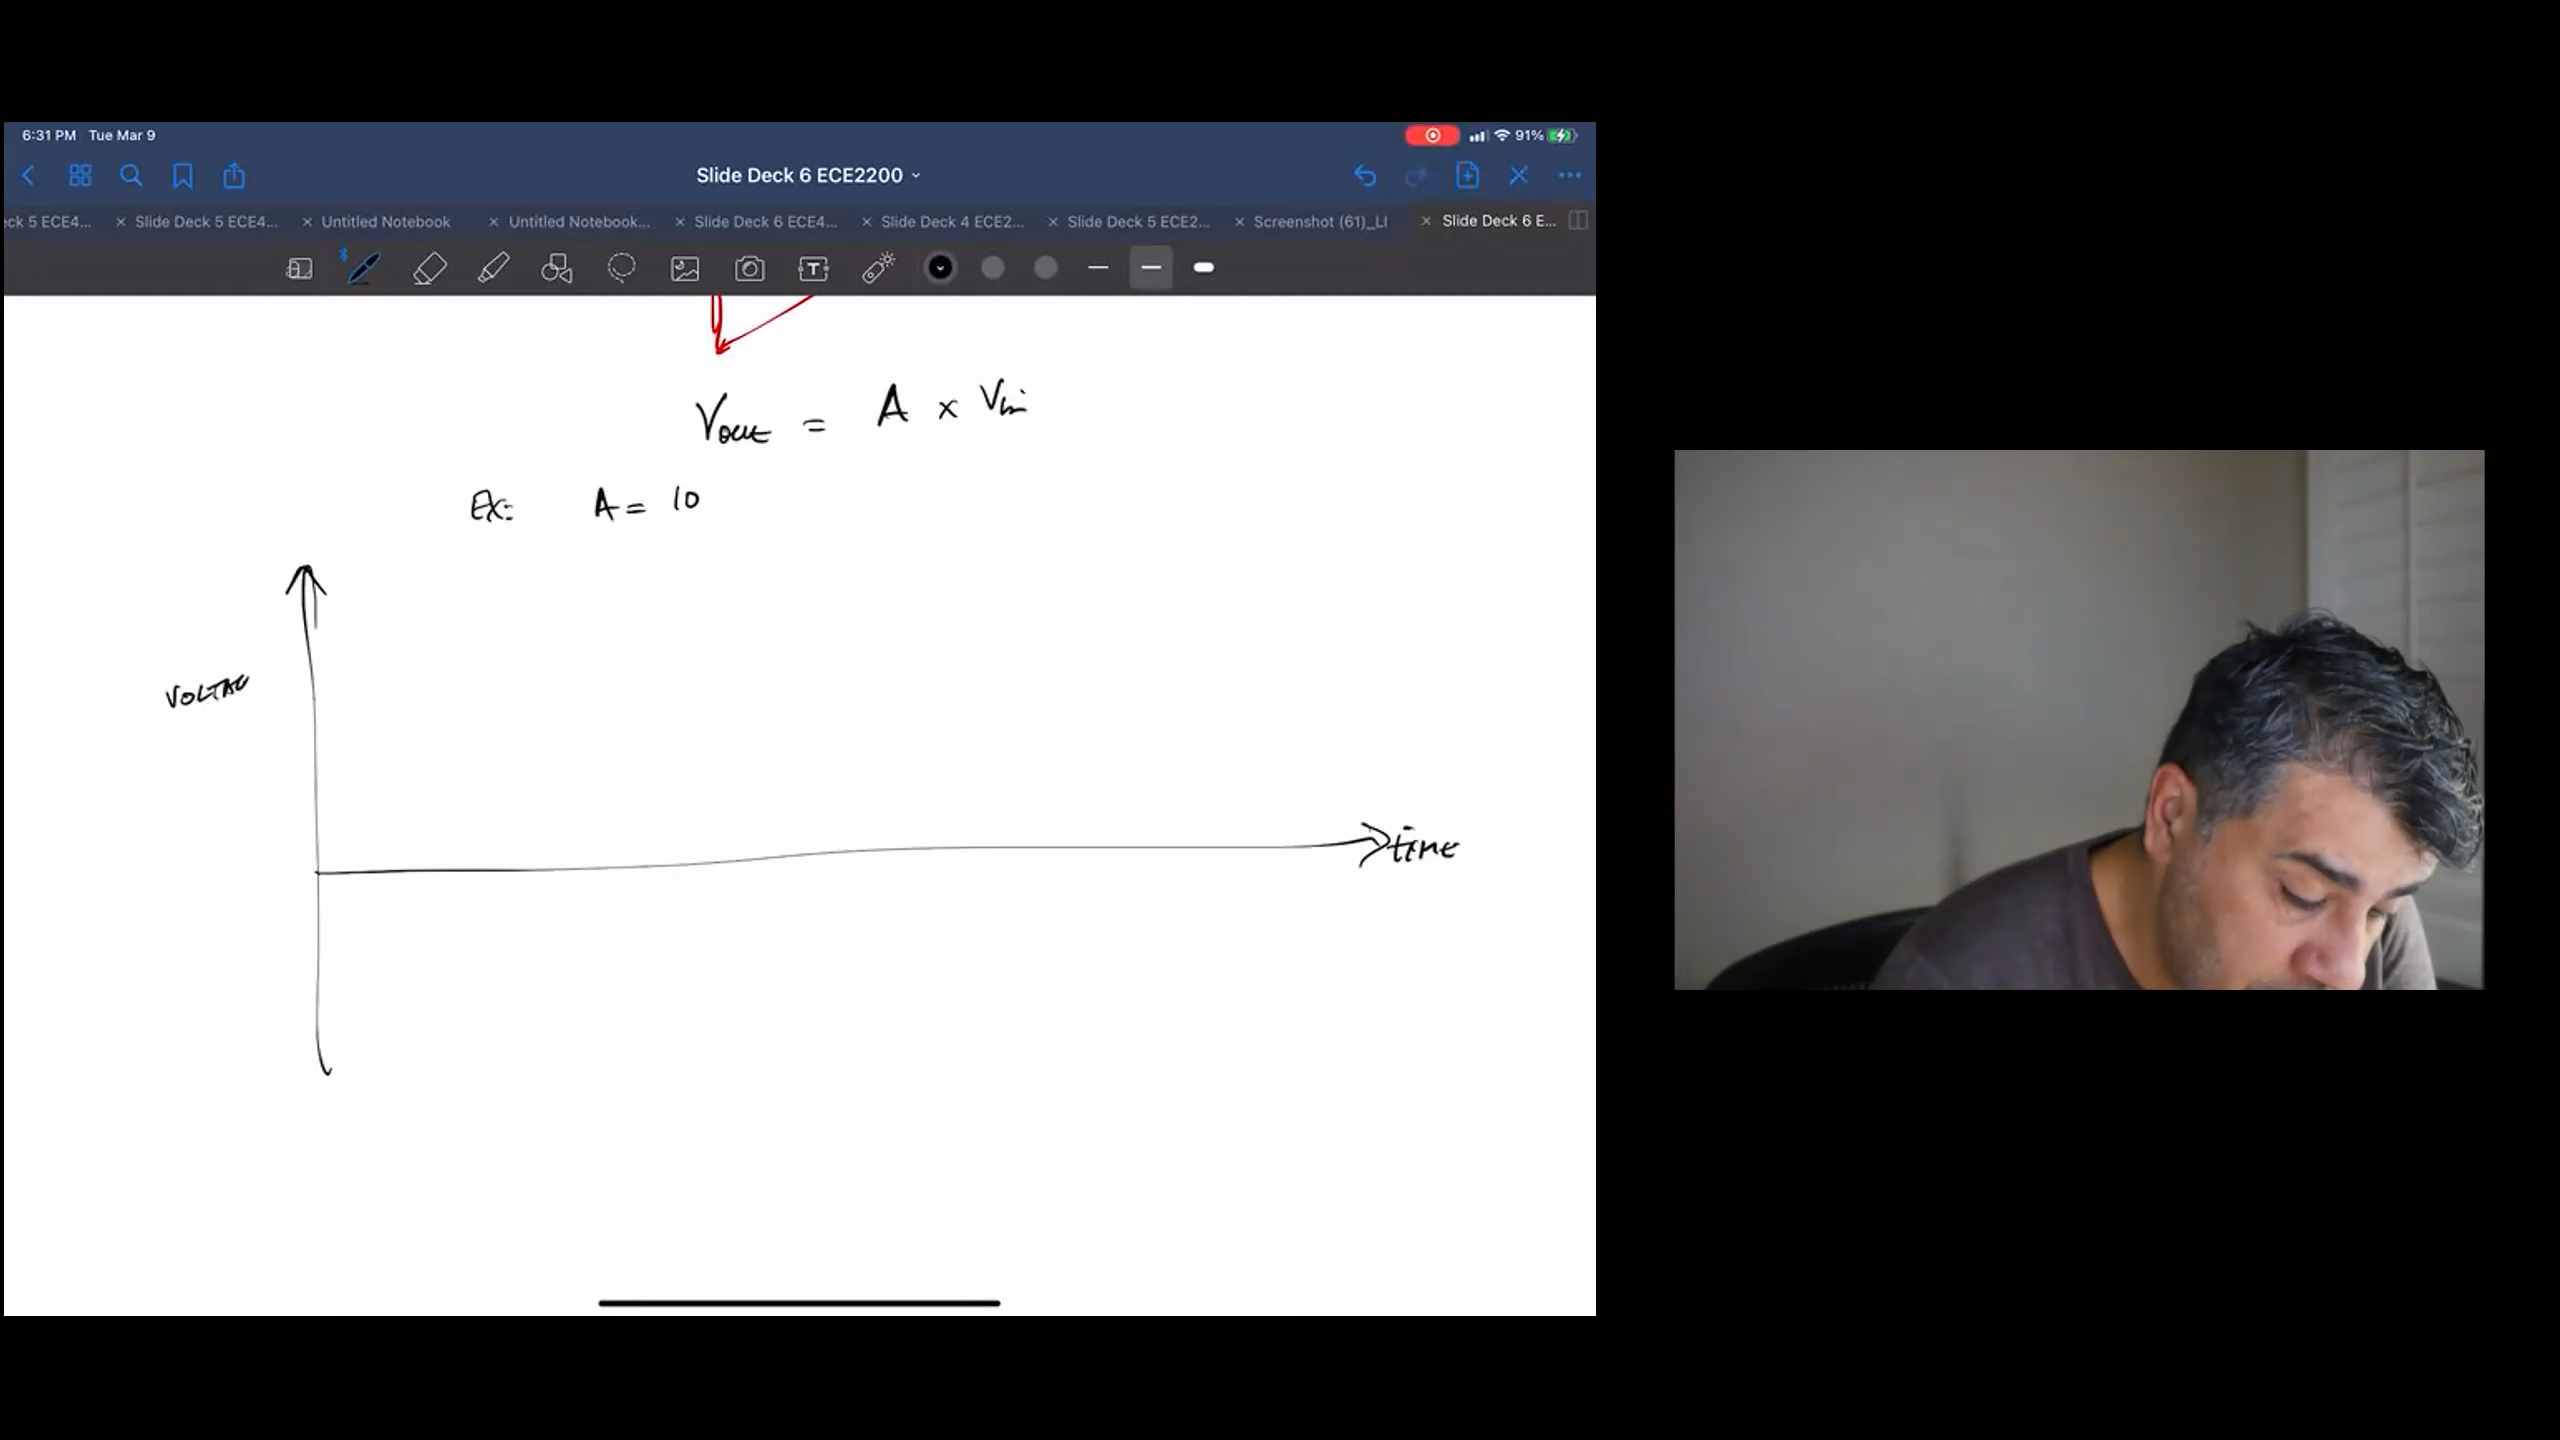 6:31 PM Tue Mar 9
91%
Slide Deck 6 ECE2200
ck 5 ECE4... Slide Deck 5 ECE4... Untitled Notebook Untitled Notebook... Slide Deck 6 ECE4... Slide Deck 4 ECE2... Slide Deck 5 ECE2... Screenshot (61)_LI Slide Deck 6 E...
T
Vout = A × Vin
Ex: A = 10
VOLTAG
time